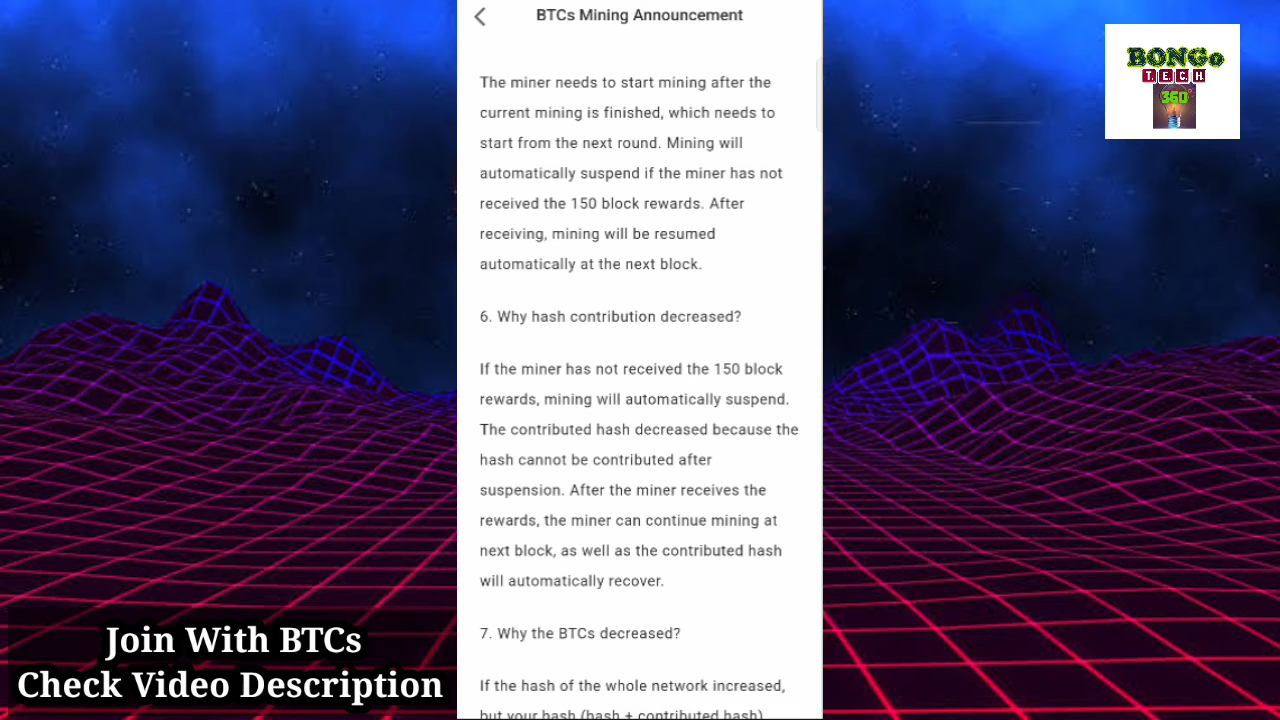 BTCs Mining Announcement
The miner needs to start mining after the
current mining is finished, which needs to
start from the next round. Mining will
automatically suspend if the miner has not
received the 150 block rewards. After
receiving, mining will be resumed
automatically at the next block.
6. Why hash contribution decreased?
If the miner has not received the 150 block
rewards, mining will automatically suspend.
The contributed hash decreased because the
hash cannot be contributed after
suspension. After the miner receives the
rewards, the miner can continue mining at
next block, as well as the contributed hash
will automatically recover.
7. Why the BTCs decreased?
If the hash of the whole network increased,
but your hash (hash + contributed hash)
BONGo
TECH
360°
Join With BTCs
Check Video Description